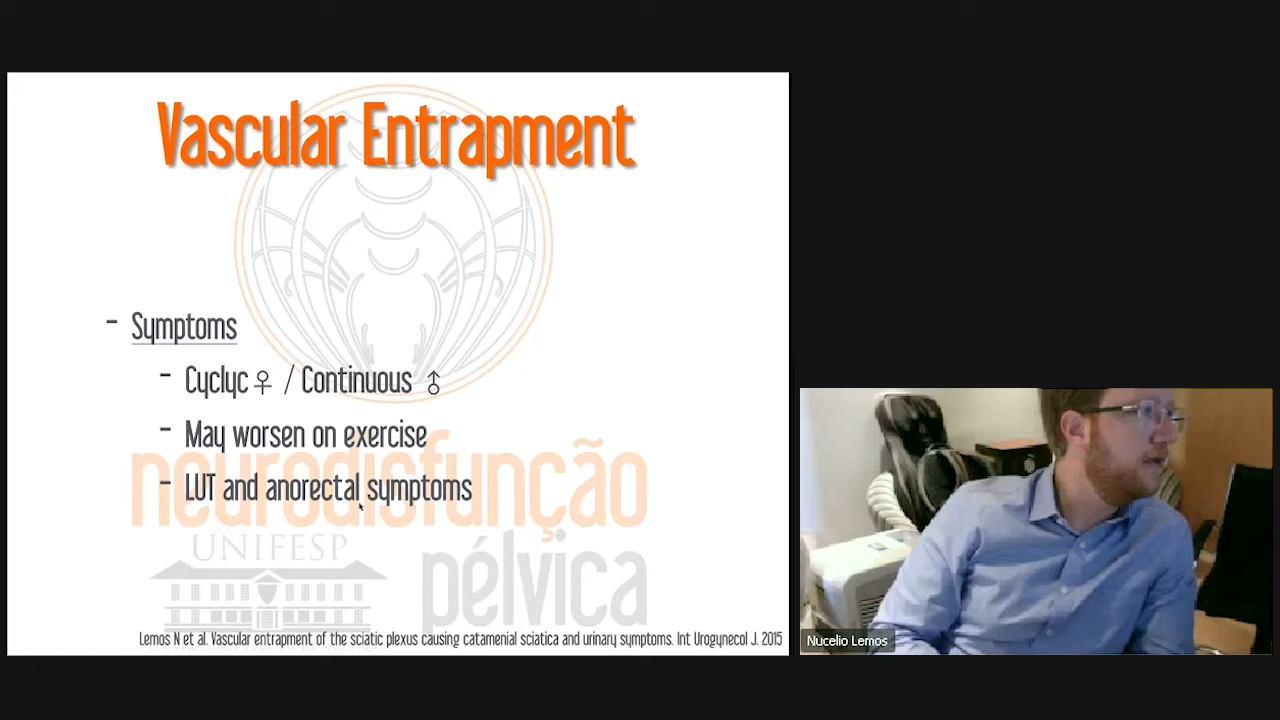 Vascular Entrapment
- Symptoms
- Cyclyc♀ / Continuous ♂
- May worsen on exercise
- LUT and anorectal symptoms
neurodisfunção
UNIFESP
pélvica
Lemos N et al. Vascular entrapment of the sciatic plexus causing catamenial sciatica and urinary symptoms. Int Urogynecol J. 2015
Nucelio Lemos